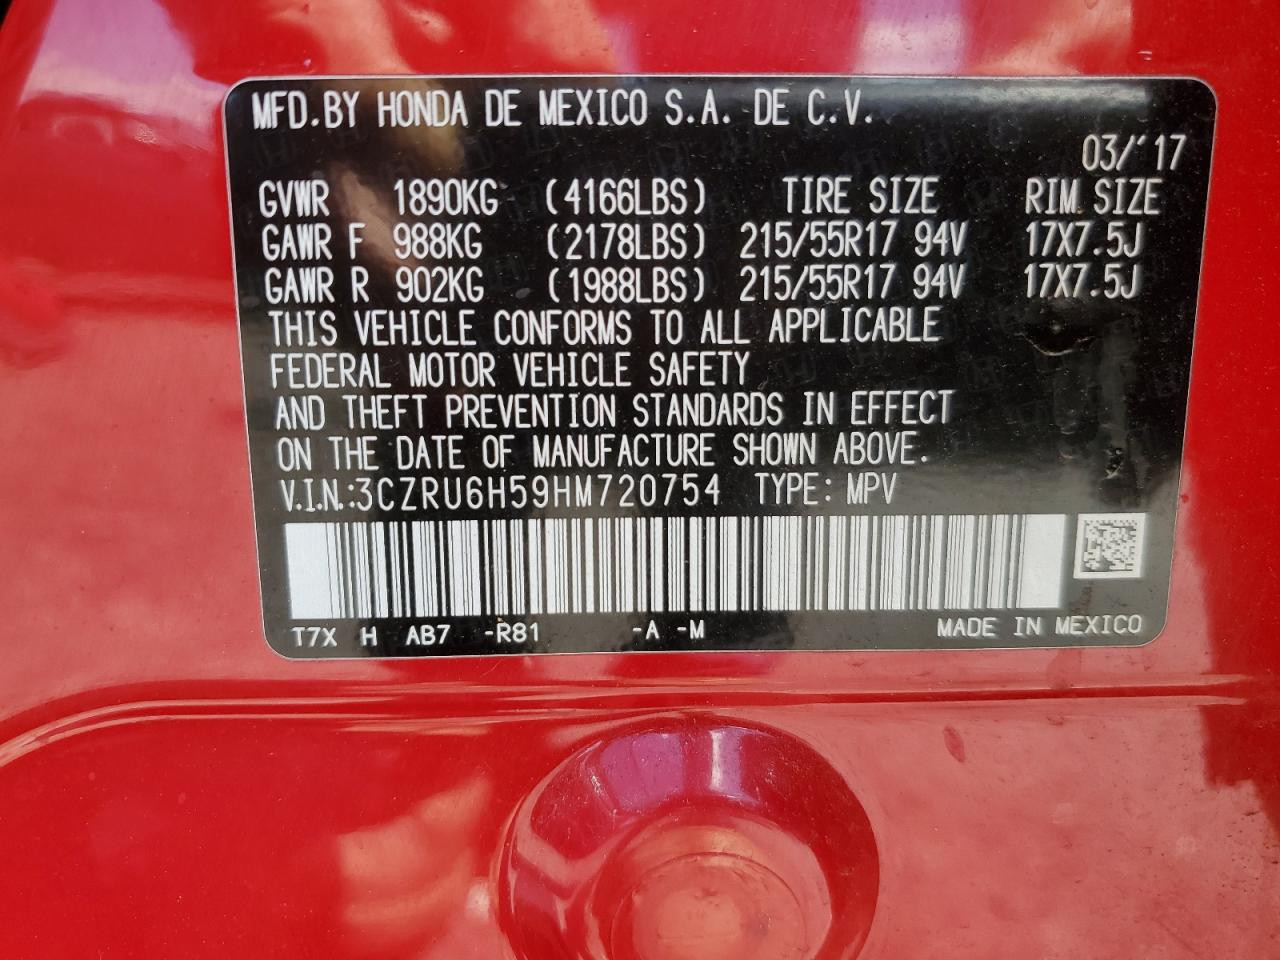 MFD.BY HONDA DE MEXICO S.A. DE C.V.
03/'17
GVWR 1890KG (4166LBS) TIRE SIZE RIM SIZE
GAWR F 988KG (2178LBS) 215/55R17 94V 17X7.5J
GAWR R 902KG (1988LBS) 215/55R17 94V 17X7.5J
THIS VEHICLE CONFORMS TO ALL APPLICABLE
FEDERAL MOTOR VEHICLE SAFETY
AND THEFT PREVENTION STANDARDS IN EFFECT
ON THE DATE OF MANUFACTURE SHOWN ABOVE.
V.I.N.:3CZRU6H59HM720754 TYPE: MPV
T7X H AB7 -R81 -A -M MADE IN MEXICO